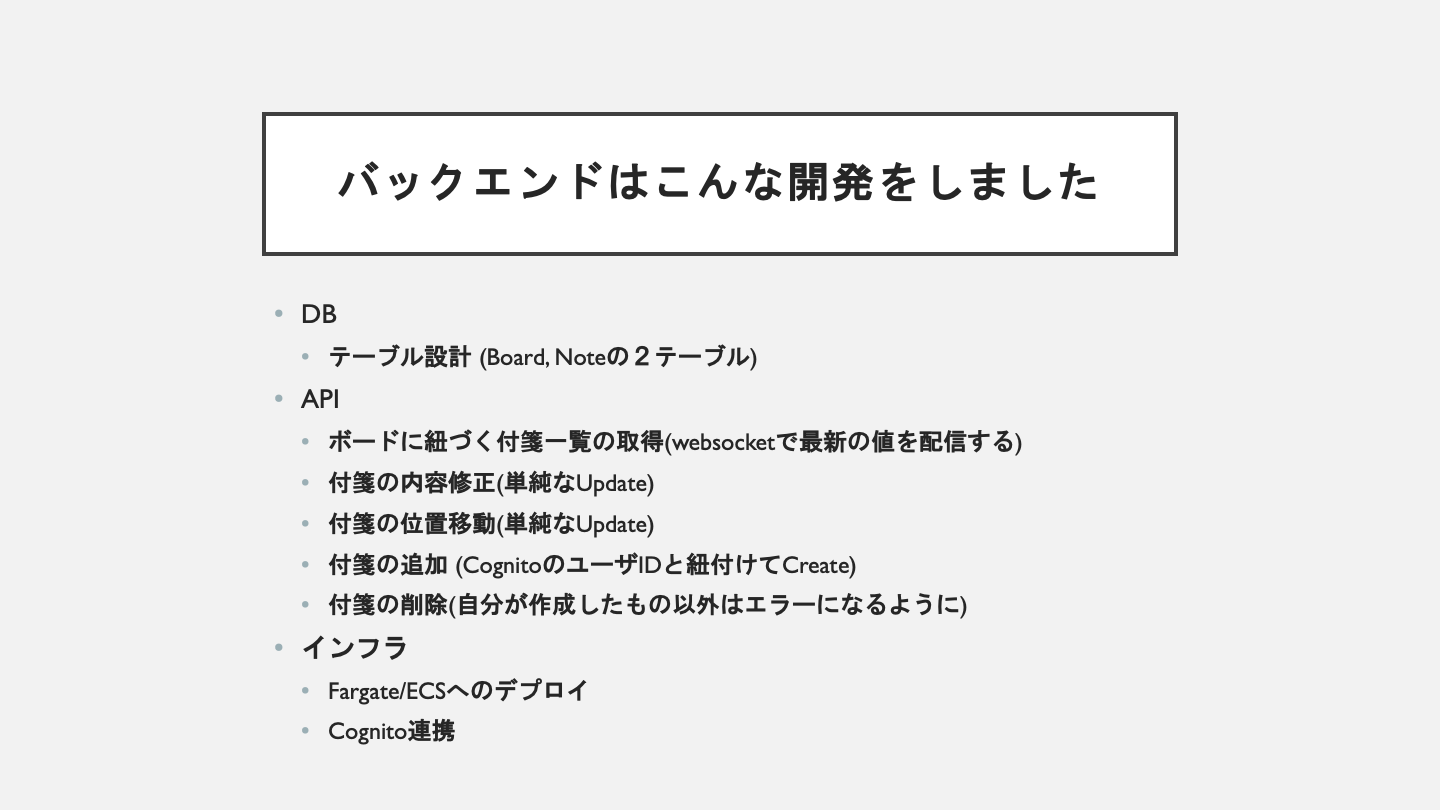 バックエンドはこんな開発をしました
• DB
• テーブル設計 (Board, Noteの２テーブル)
• API
• ボードに紐づく付箋一覧の取得(websocketで最新の値を配信する)
• 付箋の内容修正(単純なUpdate)
• 付箋の位置移動(単純なUpdate)
• 付箋の追加 (CognitoのユーザIDと紐付けてCreate)
• 付箋の削除(自分が作成したもの以外はエラーになるように)
• インフラ
• Fargate/ECSへのデプロイ
• Cognito連携